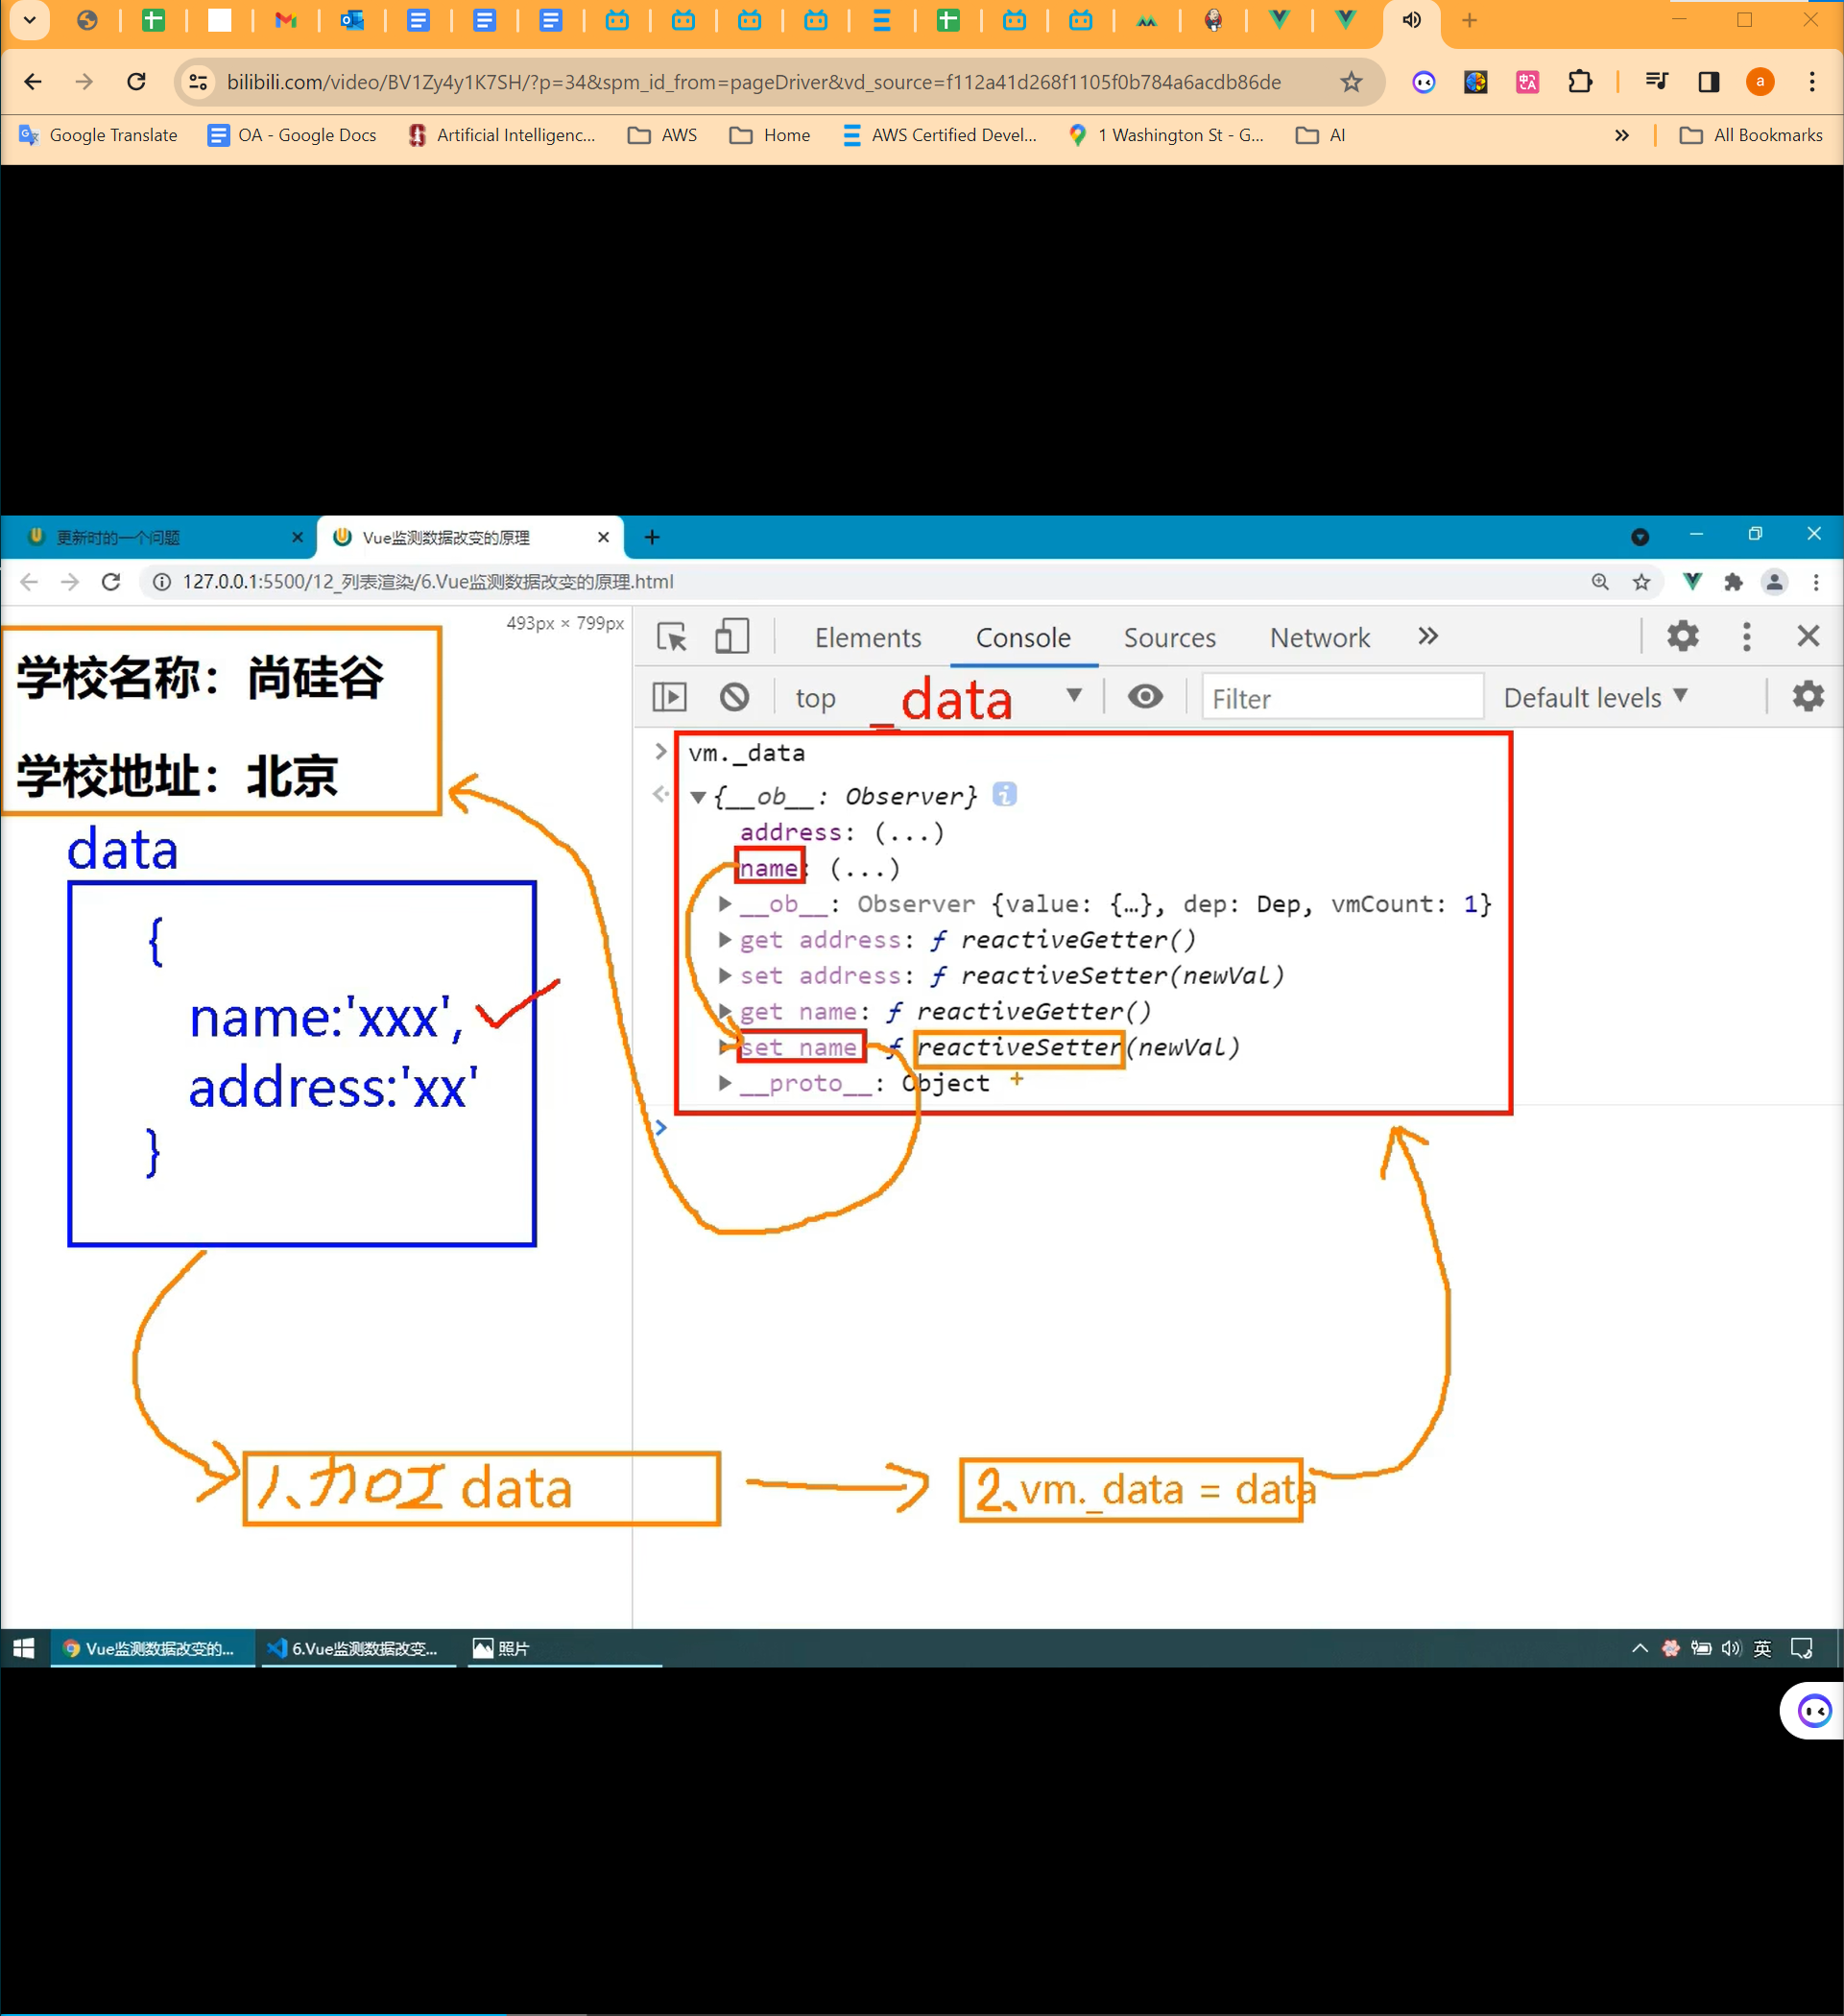 bilibili.com/video/BV1Zy4y1K7SH/?p=34&spm_id_from=pageDriver&vd_source=f112a41d268f1105f0b784a6acdb86de
a
Google Translate OA - Google Docs Artificial Intelligenc... AWS Home AWS Certified Devel... 1 Washington St - G... AI » All Bookmarks
更新时的一个问题 Vue监测数据改变的原理
127.0.0.1:5500/12_列表渲染/6.Vue监测数据改变的原理.html
493px × 799px
Elements Console Sources Network »
top _data Filter Default levels
学校名称：尚硅谷
学校地址：北京
data
{
name:'xxx',
address:'xx'
}
vm._data
{__ob__: Observer}
address: (...)
name: (...)
__ob__: Observer {value: {…}, dep: Dep, vmCount: 1}
get address: ƒ reactiveGetter()
set address: ƒ reactiveSetter(newVal)
get name: ƒ reactiveGetter()
set name: ƒ reactiveSetter(newVal)
__proto__: Object
1、加工 data
2、vm._data = data
Vue监测数据改变的... 6.Vue监测数据改变... 照片 英